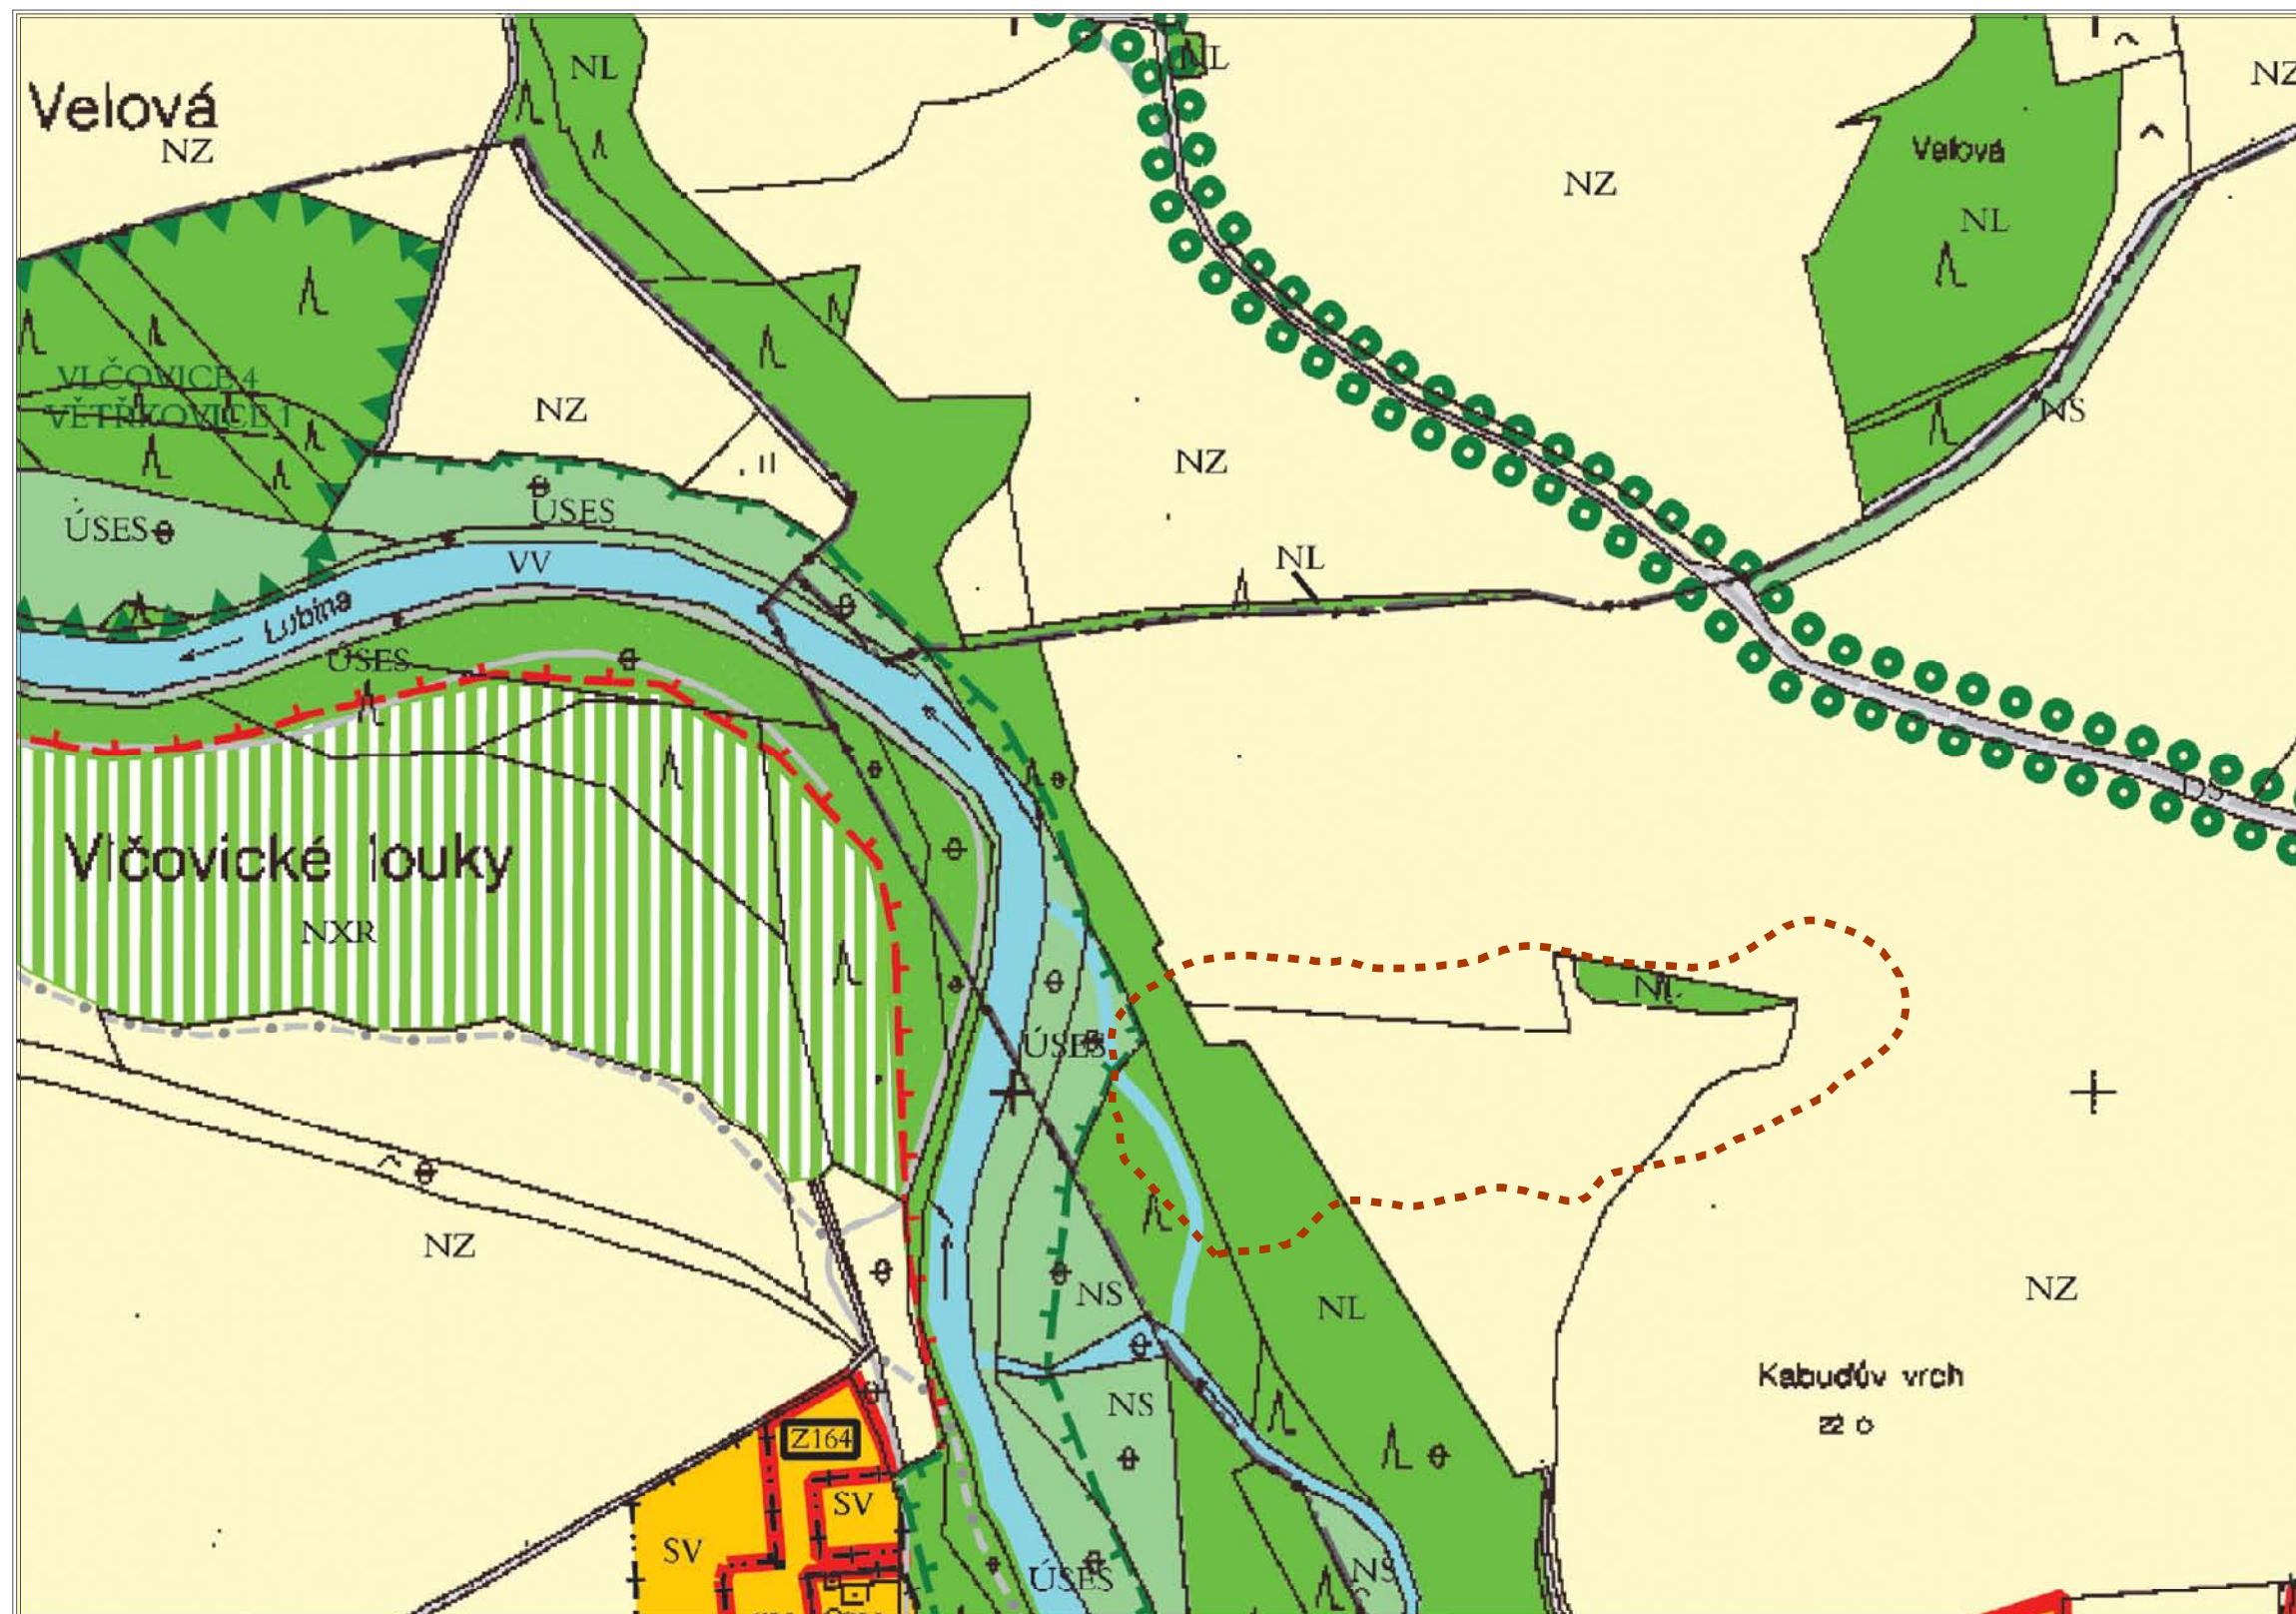 NL
NL
Velová
NZ
NZ
Velová
NZ
NL
VLČOVICE 4
VĚTŘKOVICE 1
NZ
NS
NZ
ÚSES
ÚSES
VV
NL
Lubina
ÚSES
DS
Vlčovické louky
NXR
NL
ÚSES
NZ
NS
NL
NZ
Kabudův vrch
NS
Z164
SV
SV
ÚSES
NS